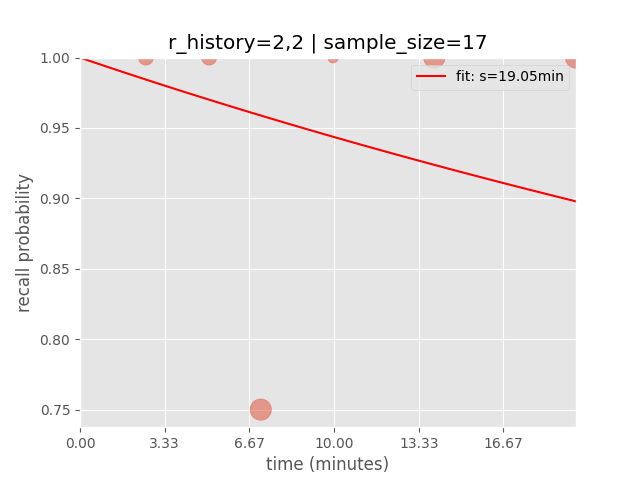 r_history=2,2 | sample_size=17
1.00
0.95
0.90
0.85
0.80
0.75
recall probability
fit: s=19.05min
0.00 3.33 6.67 10.00 13.33 16.67
time (minutes)